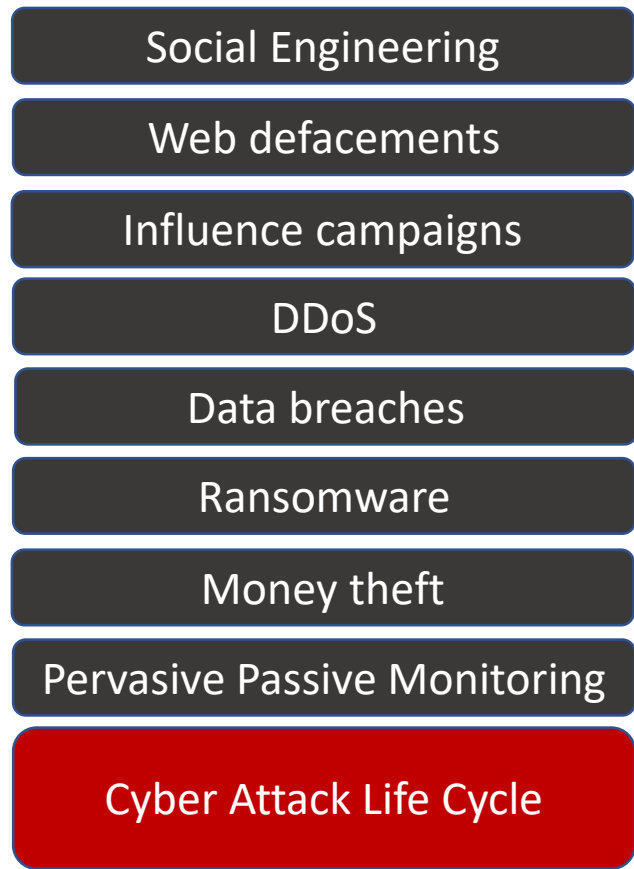 Social Engineering
Web defacements
Influence campaigns
DDoS
Data breaches
Ransomware
Money theft
Pervasive Passive Monitoring
Cyber Attack Life Cycle